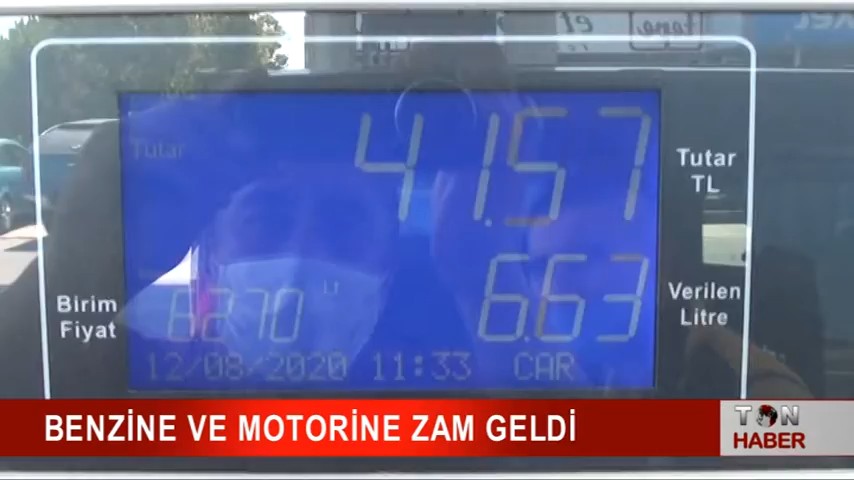 Tutar
41.57
Tutar
TL
Birim
Fiyat
6.270
Lt
6.63
Verilen
Litre
12/08/2020 11:33 CAR
BENZİNE VE MOTORİNE ZAM GELDİ
TON
HABER